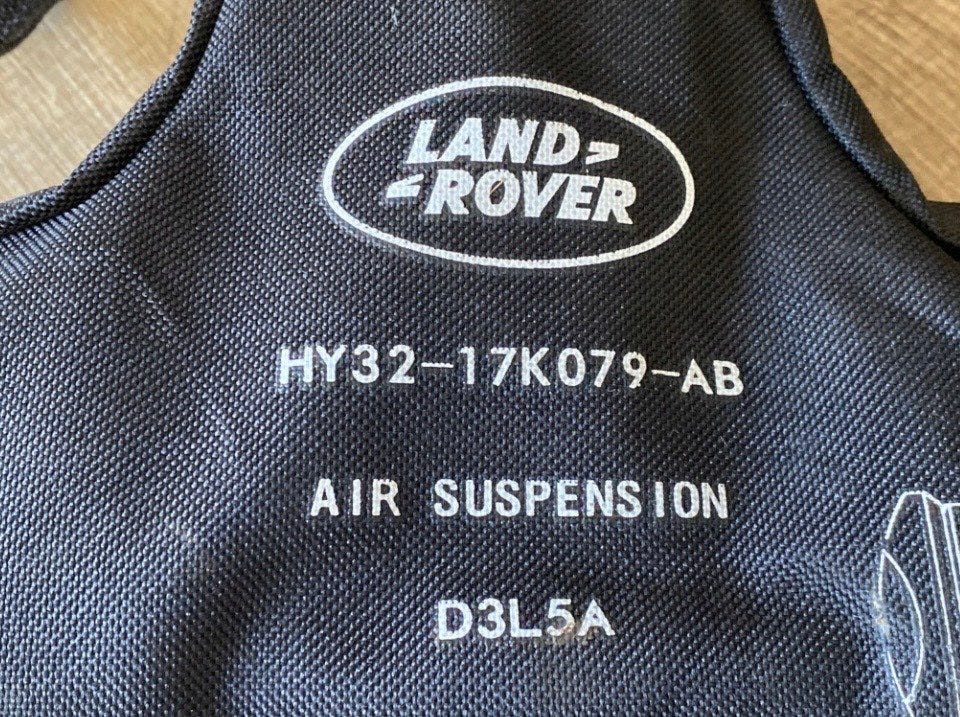 LAND
ROVER
HY32-17K079-AB
AIR SUSPENSION
D3L5A